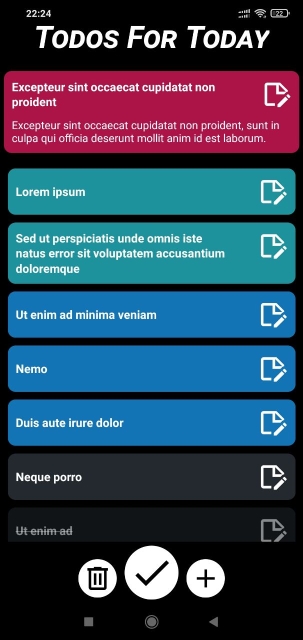 22:24
22
Todos For Today
Excepteur sint occaecat cupidatat non
proident
Excepteur sint occaecat cupidatat non proident, sunt in
culpa qui officia deserunt mollit anim id est laborum.
Lorem ipsum
Sed ut perspiciatis unde omnis iste
natus error sit voluptatem accusantium
doloremque
Ut enim ad minima veniam
Nemo
Duis aute irure dolor
Neque porro
Ut enim ad